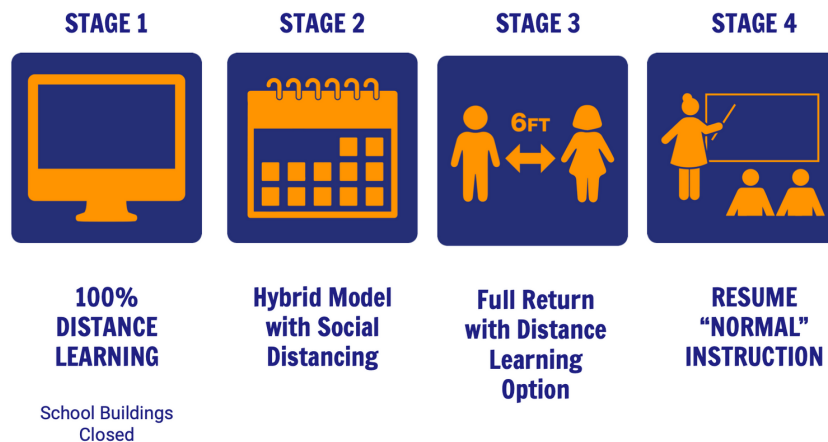 STAGE 1
STAGE 2
STAGE 3
STAGE 4
6FT
100%
DISTANCE
LEARNING
Hybrid Model
with Social
Distancing
Full Return
with Distance
Learning
Option
RESUME
“NORMAL”
INSTRUCTION
School Buildings
Closed